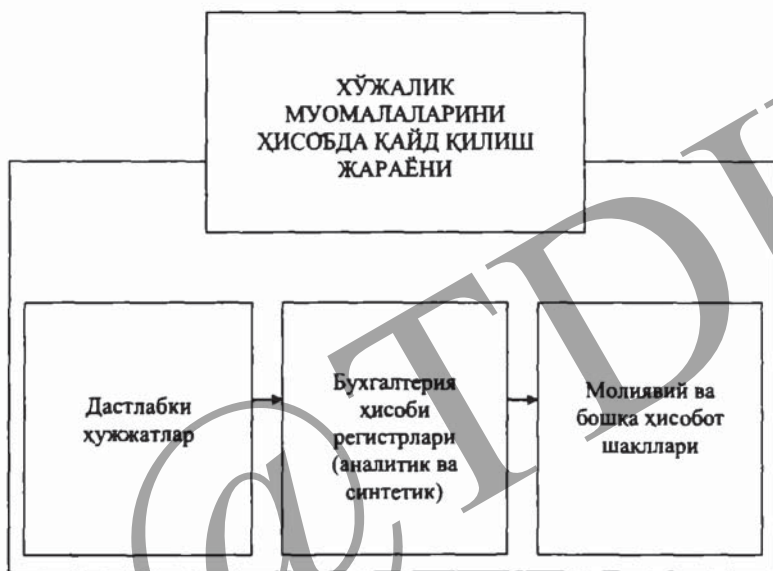 ХЎЖАЛИК
МУОМАЛАЛАРИНИ
ҲИСОБДА ҚАЙД ҚИЛИШ
ЖАРАЁНИ
Дастлабки
ҳужжатлар
Бухгалтерия
ҳисоби
регистрлари
(аналитик ва
синтетик)
Молиявий ва
бошқа ҳисобот
шакллари
@TDI